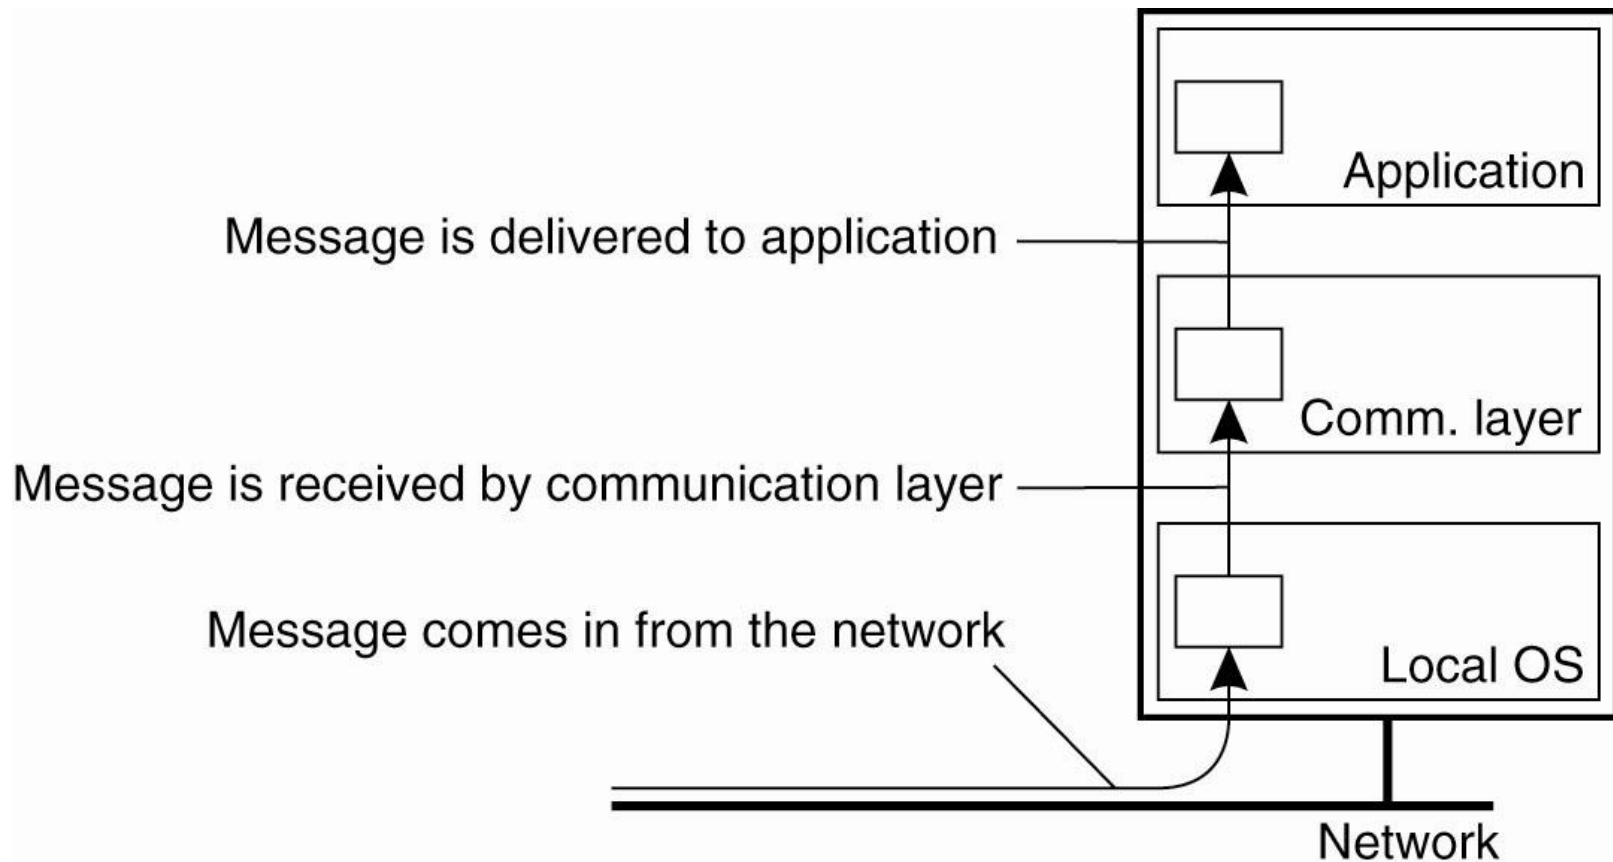 Application
Message is delivered to application
Comm. layer
Message is received by communication layer
Message comes in from the network
Local OS
Network